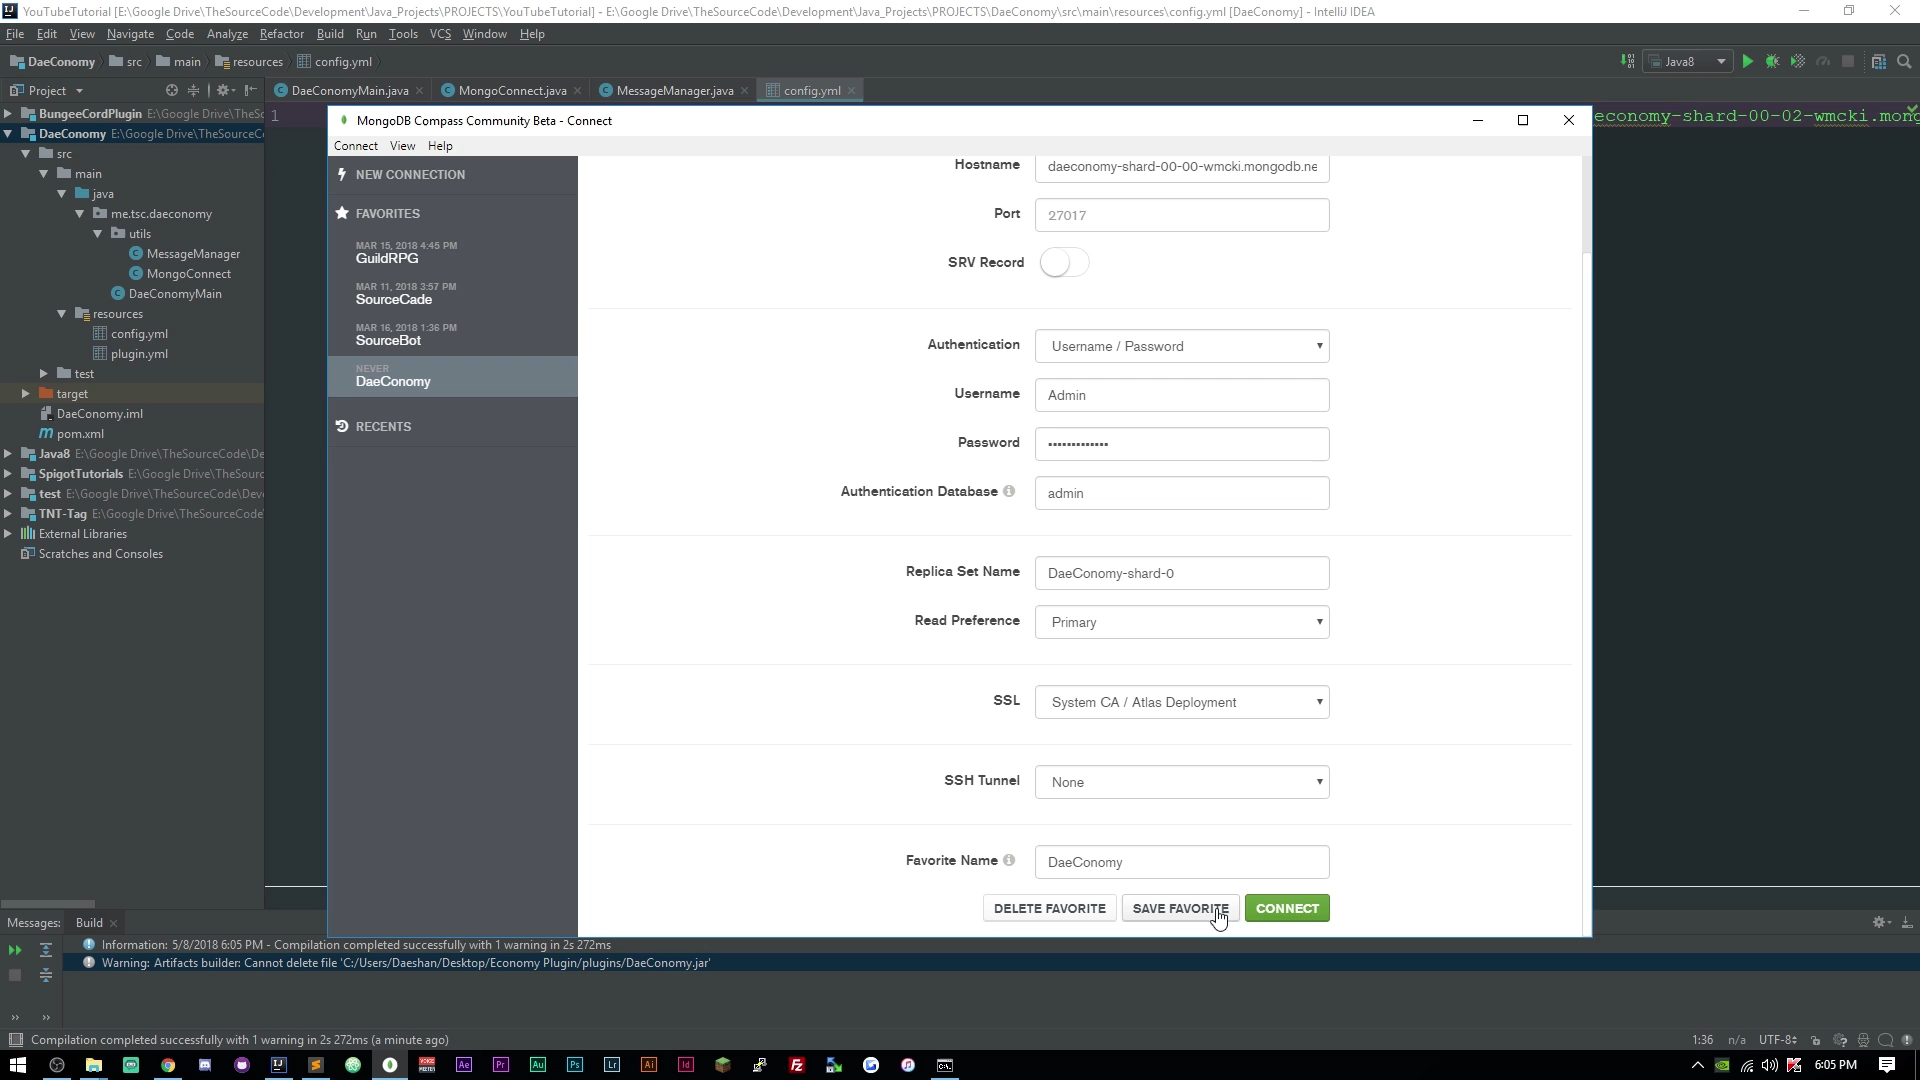 YouTubeTutorial [E:\Google Drive\TheSourceCode\Development\Java_Projects\PROJECTS\YouTubeTutorial] - E:\Google Drive\TheSourceCode\Development\Java_Projects\PROJECTS\DaeConomy\src\main\resources\config.yml [DaeConomy] - IntelliJ IDEA
File Edit View Navigate Code Analyze Refactor Build Run Tools VCS Window Help
DaeConomy src main resources config.yml Java8
Project DaeConomyMain.java MongoConnect.java MessageManager.java config.yml
BungeeCordPlugin E:\Google Drive\TheSo
DaeConomy E:\Google Drive\TheSourceC
src
main
java
me.tsc.daeconomy
utils
MessageManager
MongoConnect
DaeConomyMain
resources
config.yml
plugin.yml
test
target
DaeConomy.iml
pom.xml
Java8 E:\Google Drive\TheSourceCode\De
SpigotTutorials E:\Google Drive\TheSourc
test E:\Google Drive\TheSourceCode\Dev
TNT-Tag E:\Google Drive\TheSourceCode
External Libraries
Scratches and Consoles
1
economy-shard-00-02-wmcki.mong
MongoDB Compass Community Beta - Connect
Connect View Help
NEW CONNECTION
FAVORITES
MAR 15, 2018 4:45 PM
GuildRPG
MAR 11, 2018 3:57 PM
SourceCade
MAR 16, 2018 1:36 PM
SourceBot
NEVER
DaeConomy
RECENTS
Hostname daeconomy-shard-00-00-wmcki.mongodb.ne
Port 27017
SRV Record
Authentication Username / Password
Username Admin
Password •••••••••••••
Authentication Database admin
Replica Set Name DaeConomy-shard-0
Read Preference Primary
SSL System CA / Atlas Deployment
SSH Tunnel None
Favorite Name DaeConomy
DELETE FAVORITE SAVE FAVORITE CONNECT
Messages: Build
Information: 5/8/2018 6:05 PM - Compilation completed successfully with 1 warning in 2s 272ms
Warning: Artifacts builder: Cannot delete file 'C:/Users/Daeshan/Desktop/Economy Plugin/plugins/DaeConomy.jar'
Compilation completed successfully with 1 warning in 2s 272ms (a minute ago) 1:36 n/a UTF-8
Ae Pr Au Ps Lr Ai Id 6:05 PM